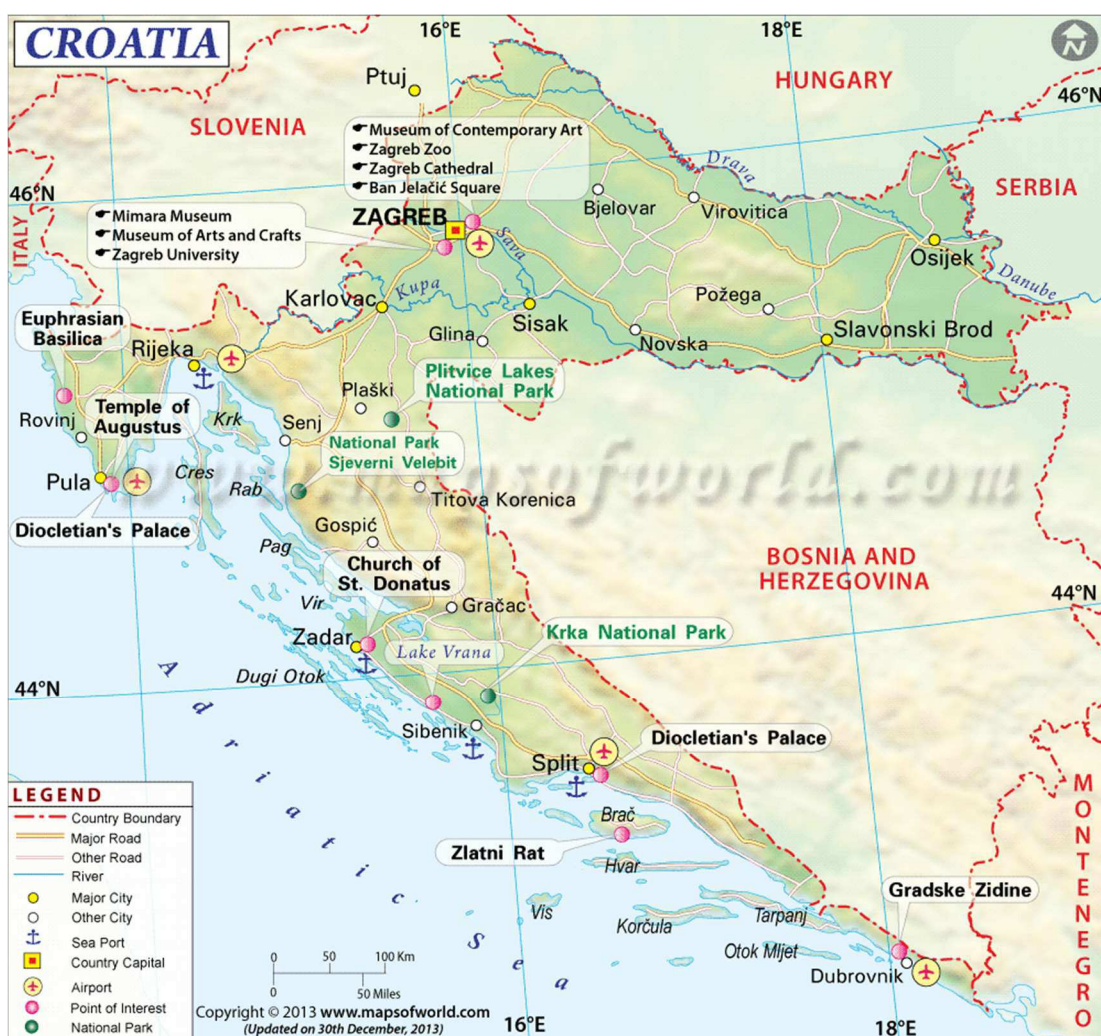 CROATIA
16°E
18°E
N
Ptuj
HUNGARY
46°N
SLOVENIA
Museum of Contemporary Art
Zagreb Zoo
Zagreb Cathedral
Ban Jelačić Square
Drava
SERBIA
46°N
ITALY
Mimara Museum
Museum of Arts and Crafts
Zagreb University
ZAGREB
Sava
Bjelovar
Virovitica
Osijek
Danube
Karlovac
Kupa
Sisak
Požega
Slavonski Brod
Glina
Novska
Euphrasian
Basilica
Rijeka
Plitvice Lakes
National Park
Plaški
Temple of
Augustus
Rovinj
Krk
Senj
National Park
Sjeverni Velebit
www.mapsofworld.com
Pula
Cres
Rab
Titova Korenica
Diocletian's Palace
Gospić
Pag
BOSNIA AND
HERZEGOVINA
Church of
St. Donatus
Vir
Gračac
44°N
Zadar
Lake Vrana
Krka National Park
Dugi Otok
44°N
Sibenik
Adriatic Sea
Diocletian's Palace
Split
MONTENEGRO
Brač
Zlatni Rat
Hvar
Gradske Zidine
Vis
Korčula
Tarpanj
Otok Mljet
Dubrovnik
LEGEND
Country Boundary
Major Road
Other Road
River
Major City
Other City
Sea Port
Country Capital
Airport
Point of Interest
National Park
0 50 100 Km
0 50 Miles
Copyright © 2013 www.mapsofworld.com
(Updated on 30th December, 2013)
16°E
18°E